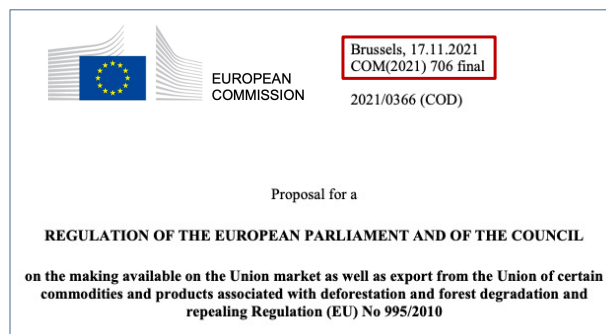 EUROPEAN
COMMISSION
Brussels, 17.11.2021
COM(2021) 706 final
2021/0366 (COD)
Proposal for a
REGULATION OF THE EUROPEAN PARLIAMENT AND OF THE COUNCIL
on the making available on the Union market as well as export from the Union of certain
commodities and products associated with deforestation and forest degradation and
repealing Regulation (EU) No 995/2010